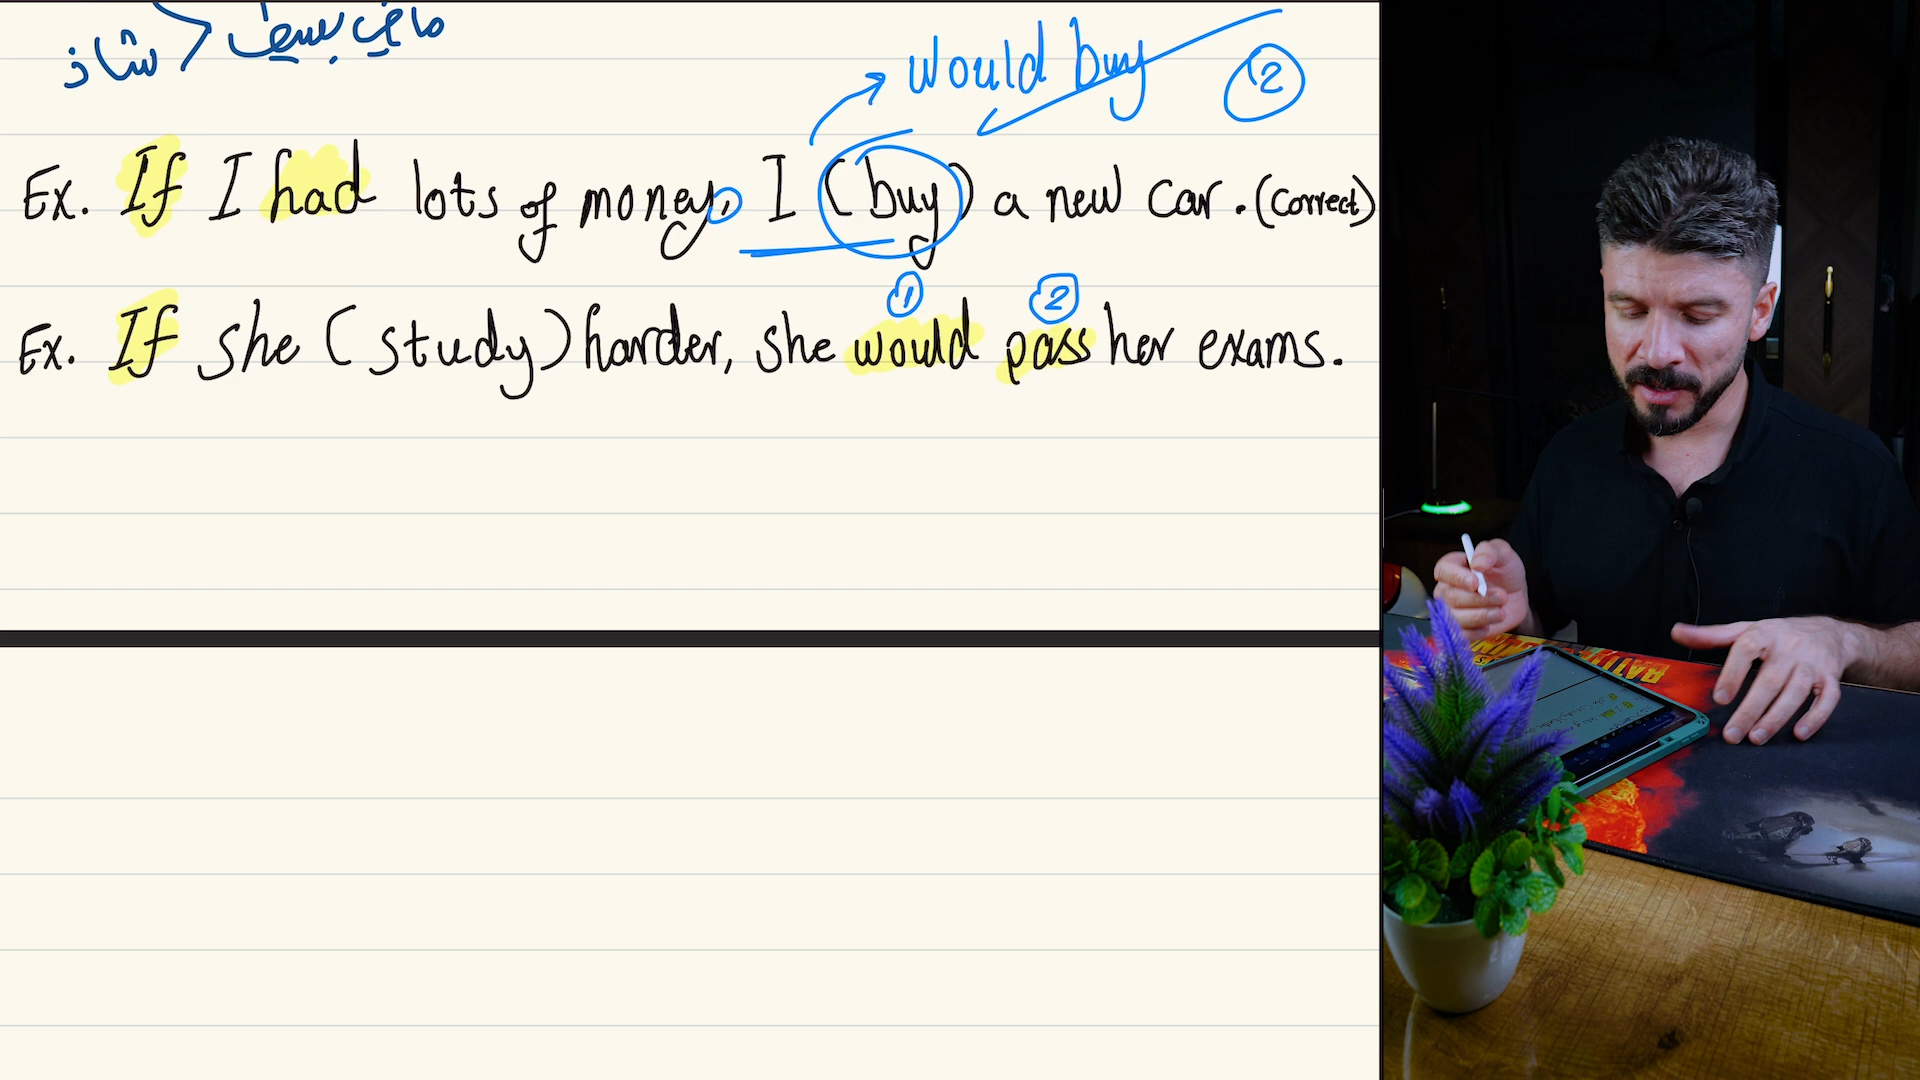 ماضي بسيط < شاذ
would buy ②
Ex. If I had lots of money, I (buy) a new car. (correct)
① ②
Ex. If she (study) harder, she would pass her exams.